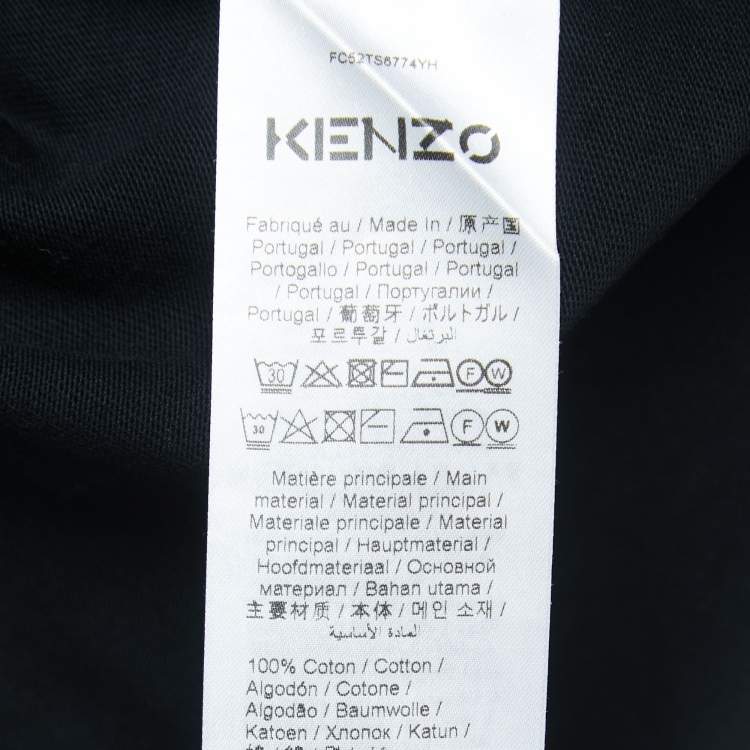 FC52TS6774YH
KENZO
Fabriqué au / Made In / 原产国
Portugal / Portugal / Portugal /
Portogallo / Portugal / Portugal
/ Portugal / Португалии /
Portugal / 葡萄牙 / ポルトガル /
포르투갈 / البرتغال /
30 F W
30 F W
Matière principale / Main
material / Material principal /
Materiale principale / Material
principal / Hauptmaterial /
Hoofdmateriaal / Основной
материал / Bahan utama /
主要材质 / 本体 / 메인 소재 /
المادة الأساسية
100% Coton / Cotton /
Algodón / Cotone /
Algodão / Baumwolle /
Katoen / Хлопок / Katun /